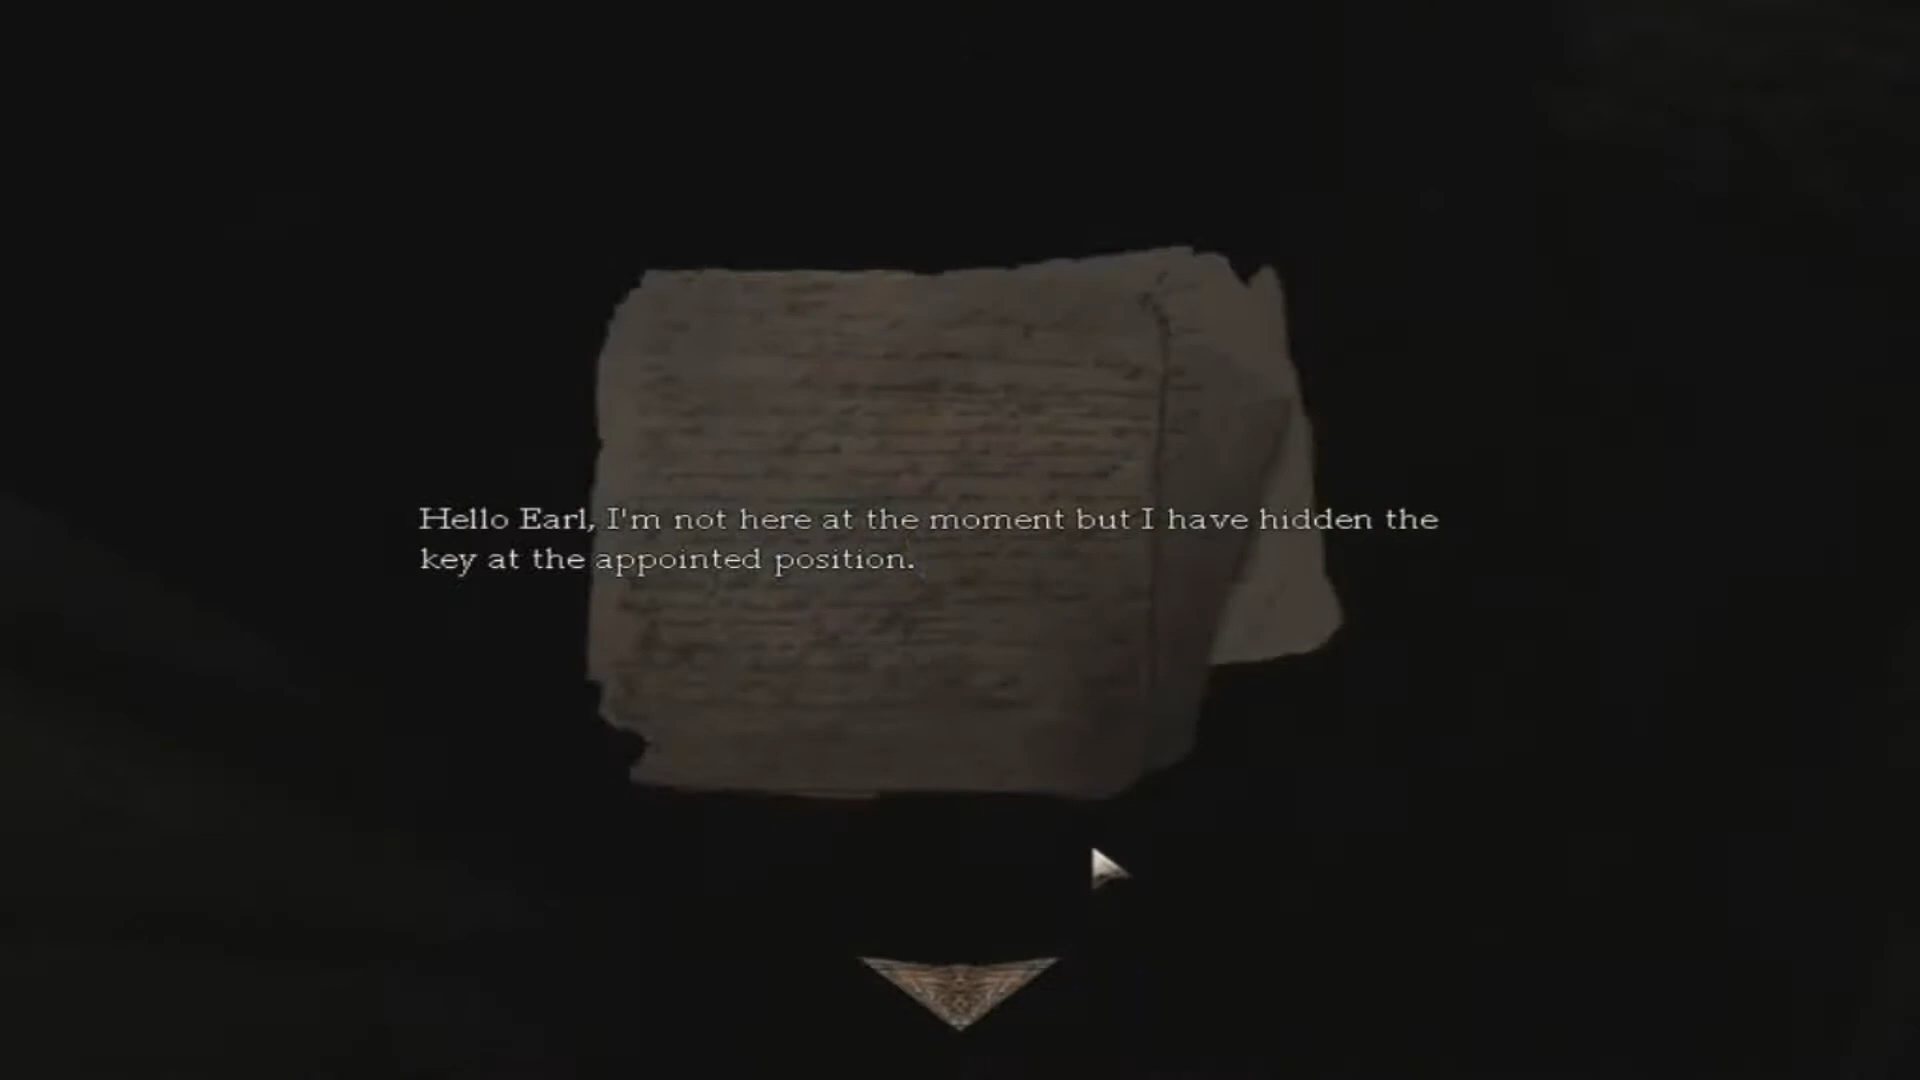 Hello Earl, I'm not here at the moment but I have hidden the
key at the appointed position.